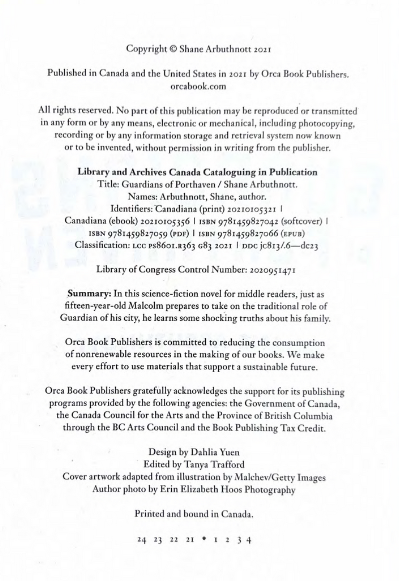 Copyright © Shane Arbuthnott 2021
Published in Canada and the United States in 2021 by Orca Book Publishers.
orcabook.com
All rights reserved. No part of this publication may be reproduced or transmitted
in any form or by any means, electronic or mechanical, including photocopying,
recording or by any information storage and retrieval system now known
or to be invented, without permission in writing from the publisher.
Library and Archives Canada Cataloguing in Publication
Title: Guardians of Porthaven / Shane Arbuthnott.
Names: Arbuthnott, Shane, author.
Identifiers: Canadiana (print) 20210105321 |
Canadiana (ebook) 20210105356 | ISBN 9781459827042 (softcover) |
ISBN 9781459827059 (PDF) | ISBN 9781459827066 (EPUB)
Classification: LCC PS8601.R363 G83 2021 | DDC jC813/.6—dc23
Library of Congress Control Number: 2020951471
Summary: In this science-fiction novel for middle readers, just as
fifteen-year-old Malcolm prepares to take on the traditional role of
Guardian of his city, he learns some shocking truths about his family.
Orca Book Publishers is committed to reducing the consumption
of nonrenewable resources in the making of our books. We make
every effort to use materials that support a sustainable future.
Orca Book Publishers gratefully acknowledges the support for its publishing
programs provided by the following agencies: the Government of Canada,
the Canada Council for the Arts and the Province of British Columbia
through the BC Arts Council and the Book Publishing Tax Credit.
Design by Dahlia Yuen
Edited by Tanya Trafford
Cover artwork adapted from illustration by Malchev/Getty Images
Author photo by Erin Elizabeth Hoos Photography
Printed and bound in Canada.
24 23 22 21 * 1 2 3 4